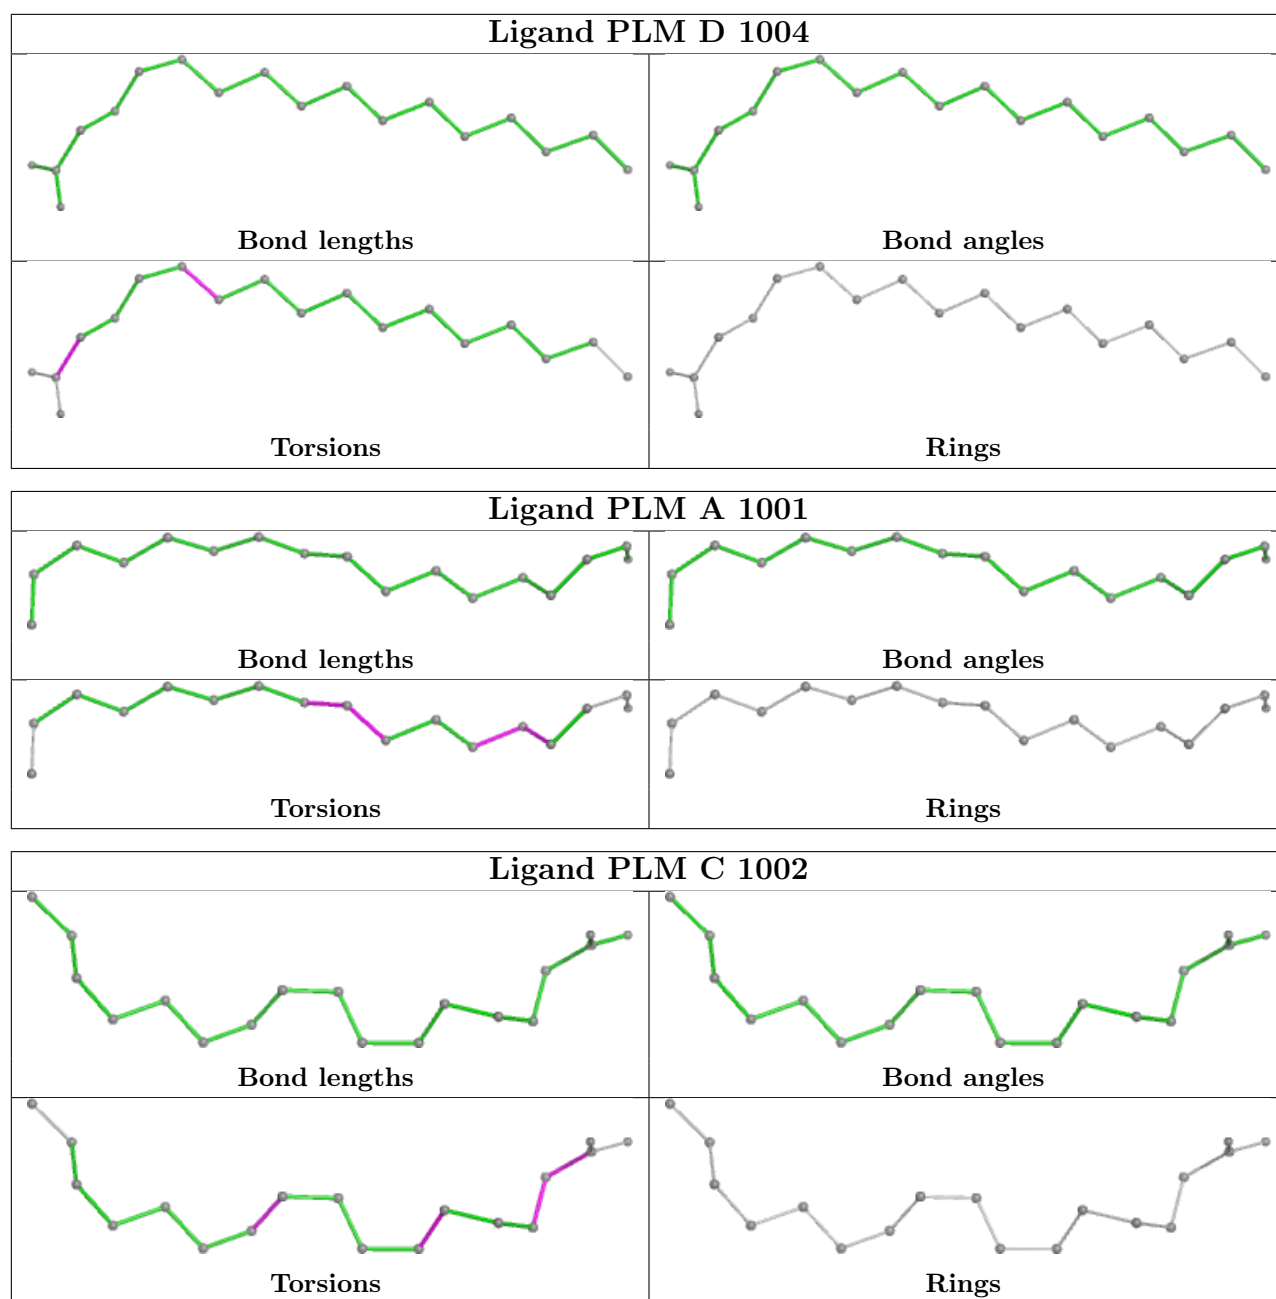 Ligand PLM D 1004
Bond lengths
Bond angles
Torsions
Rings
Ligand PLM A 1001
Bond lengths
Bond angles
Torsions
Rings
Ligand PLM C 1002
Bond lengths
Bond angles
Torsions
Rings